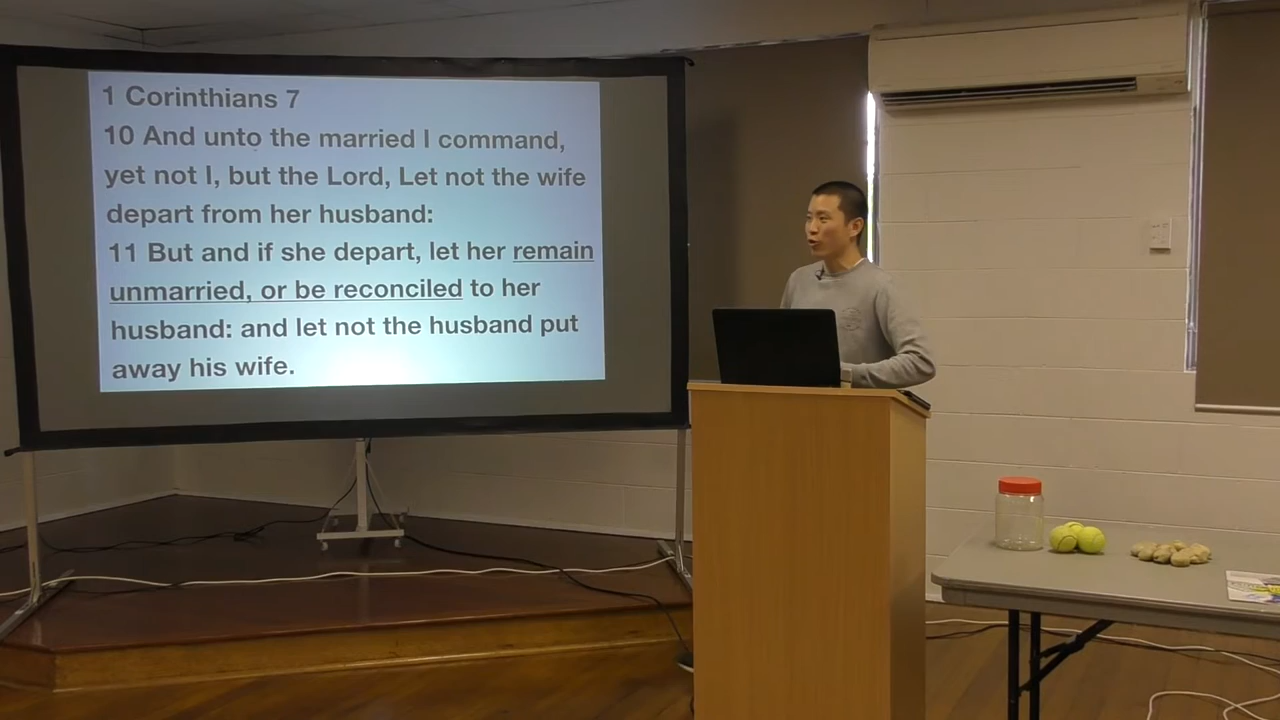 1 Corinthians 7
10 And unto the married I command,
yet not I, but the Lord, Let not the wife
depart from her husband:
11 But and if she depart, let her remain
unmarried, or be reconciled to her
husband: and let not the husband put
away his wife.